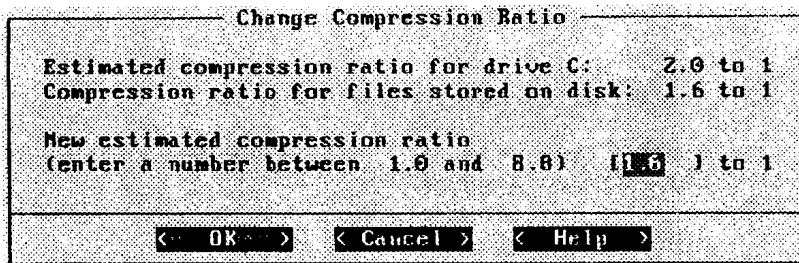 Change Compression Ratio
Estimated compression ratio for drive C: 2.0 to 1
Compression ratio for files stored on disk: 1.6 to 1
New estimated compression ratio
(enter a number between 1.0 and 8.0) [1.6 ] to 1
< OK > < Cancel > < Help >